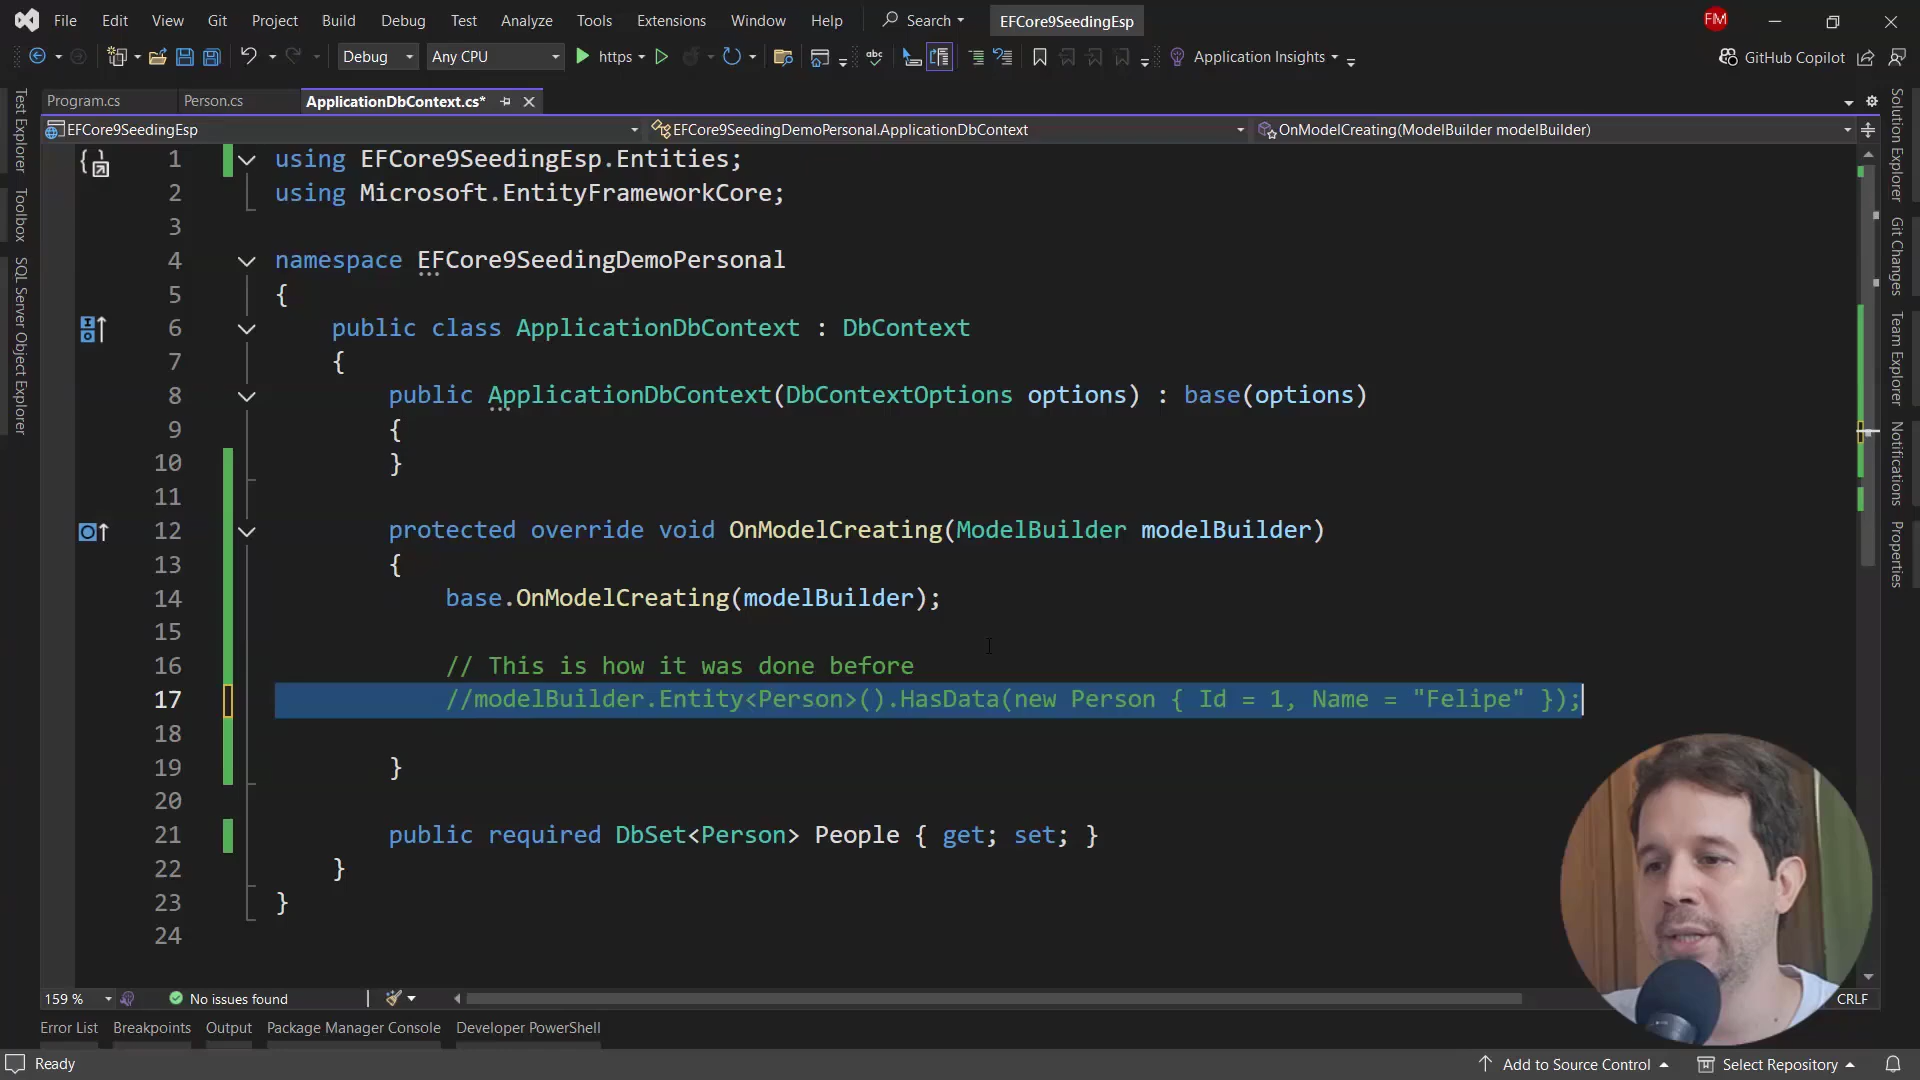 File Edit View Git Project Build Debug Test Analyze Tools Extensions Window Help Search EFCore9SeedingEsp FM
Debug Any CPU https Application Insights GitHub Copilot
Program.cs Person.cs ApplicationDbContext.cs*
EFCore9SeedingEsp EFCore9SeedingDemoPersonal.ApplicationDbContext OnModelCreating(ModelBuilder modelBuilder)
Test Explorer
Toolbox
SQL Server Object Explorer
1 using EFCore9SeedingEsp.Entities;
2 using Microsoft.EntityFrameworkCore;
3
4 namespace EFCore9SeedingDemoPersonal
5 {
6 public class ApplicationDbContext : DbContext
7 {
8 public ApplicationDbContext(DbContextOptions options) : base(options)
9 {
10 }
11
12 protected override void OnModelCreating(ModelBuilder modelBuilder)
13 {
14 base.OnModelCreating(modelBuilder);
15
16 // This is how it was done before
17 //modelBuilder.Entity<Person>().HasData(new Person { Id = 1, Name = "Felipe" });
18
19 }
20
21 public required DbSet<Person> People { get; set; }
22 }
23 }
24
Solution Explorer
Git Changes
Team Explorer
Notifications
Properties
159 % No issues found CRLF
Error List Breakpoints Output Package Manager Console Developer PowerShell
Ready Add to Source Control Select Repository